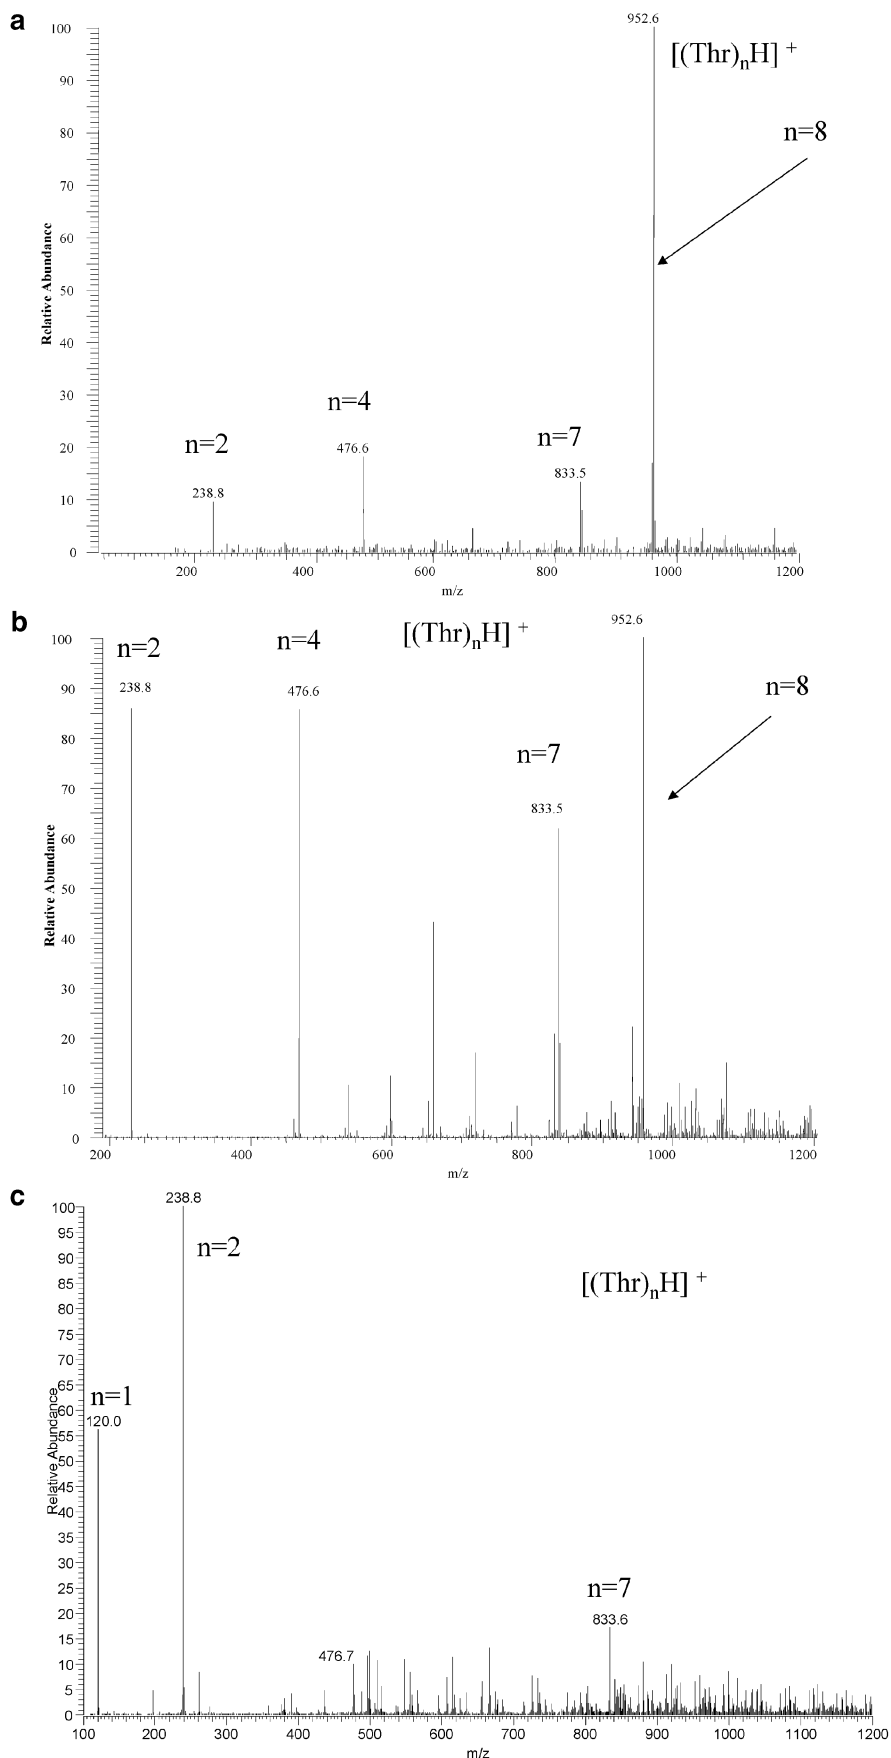 a
952.6
[(Thr)nH] +
n=8
100
90
80
70
60
50
40
30
20
10
0
Relative Abundance
n=4
476.6
n=2
238.8
n=7
833.5
200 400 600 800 1000 1200
m/z
b
952.6
[(Thr)nH] +
n=2
238.8
n=4
476.6
n=8
n=7
833.5
100
90
80
70
60
50
40
30
20
10
0
Relative Abundance
200 400 600 800 1000 1200
m/z
c
238.8
n=2
[(Thr)nH] +
n=1
120.0
n=7
833.6
476.7
100
95
90
85
80
75
70
65
60
55
50
45
40
35
30
25
20
15
10
5
0
Relative Abundance
100 200 300 400 500 600 700 800 900 1000 1100 1200
m/z